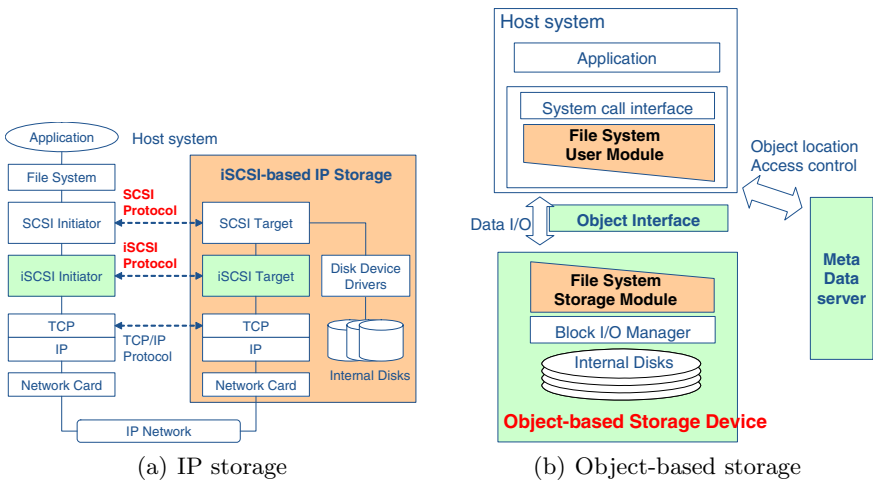 Application
Host system
File System
iSCSI-based IP Storage
SCSI
Protocol
SCSI Initiator
SCSI Target
iSCSI
Protocol
iSCSI Initiator
iSCSI Target
Disk Device
Drivers
TCP
TCP
IP
IP
TCP/IP
Protocol
Internal Disks
Network Card
Network Card
IP Network
(a) IP storage
Host system
Application
System call interface
File System
User Module
Object location
Access control
Data I/O
Object Interface
Meta
Data
server
File System
Storage Module
Block I/O Manager
Internal Disks
Object-based Storage Device
(b) Object-based storage